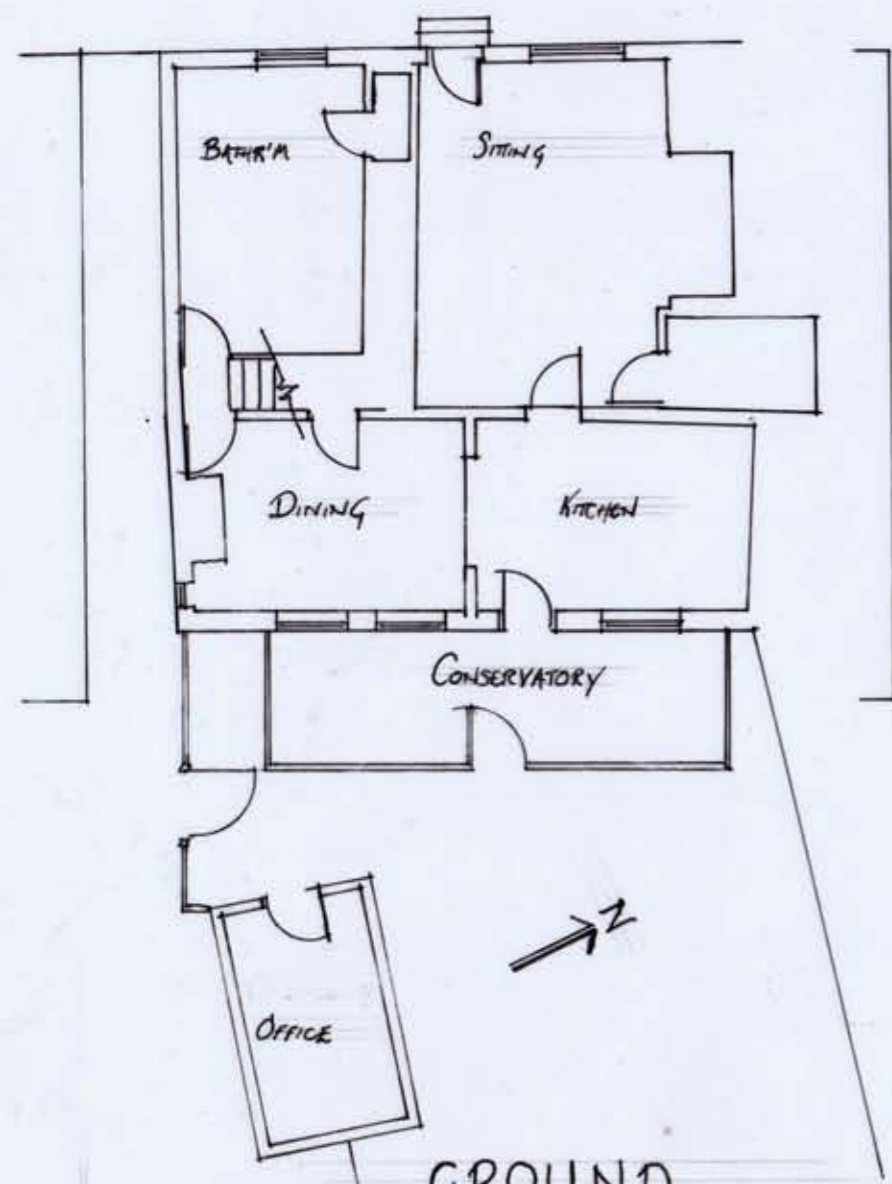 BATHR'M
SITTING
DINING
KITCHEN
CONSERVATORY
N
OFFICE
GROUND